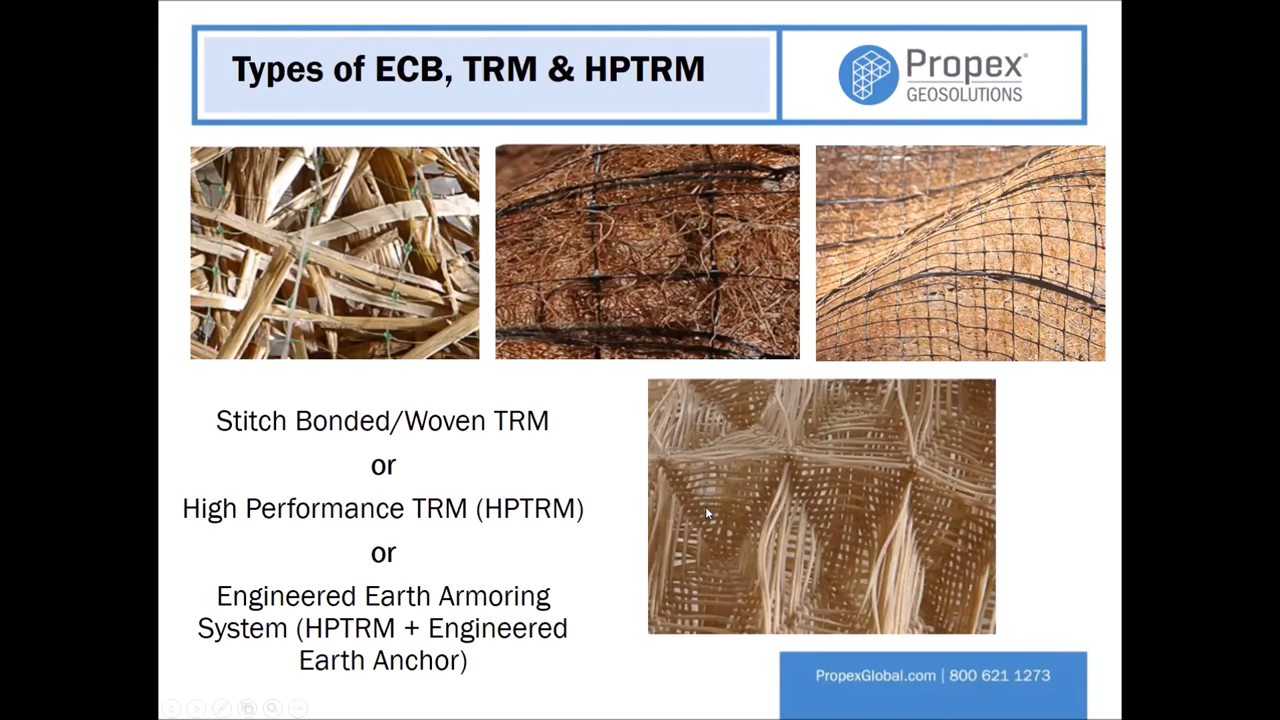 Types of ECB, TRM & HPTRM
Propex®
GEOSOLUTIONS
Stitch Bonded/Woven TRM
or
High Performance TRM (HPTRM)
or
Engineered Earth Armoring
System (HPTRM + Engineered
Earth Anchor)
PropexGlobal.com | 800 621 1273